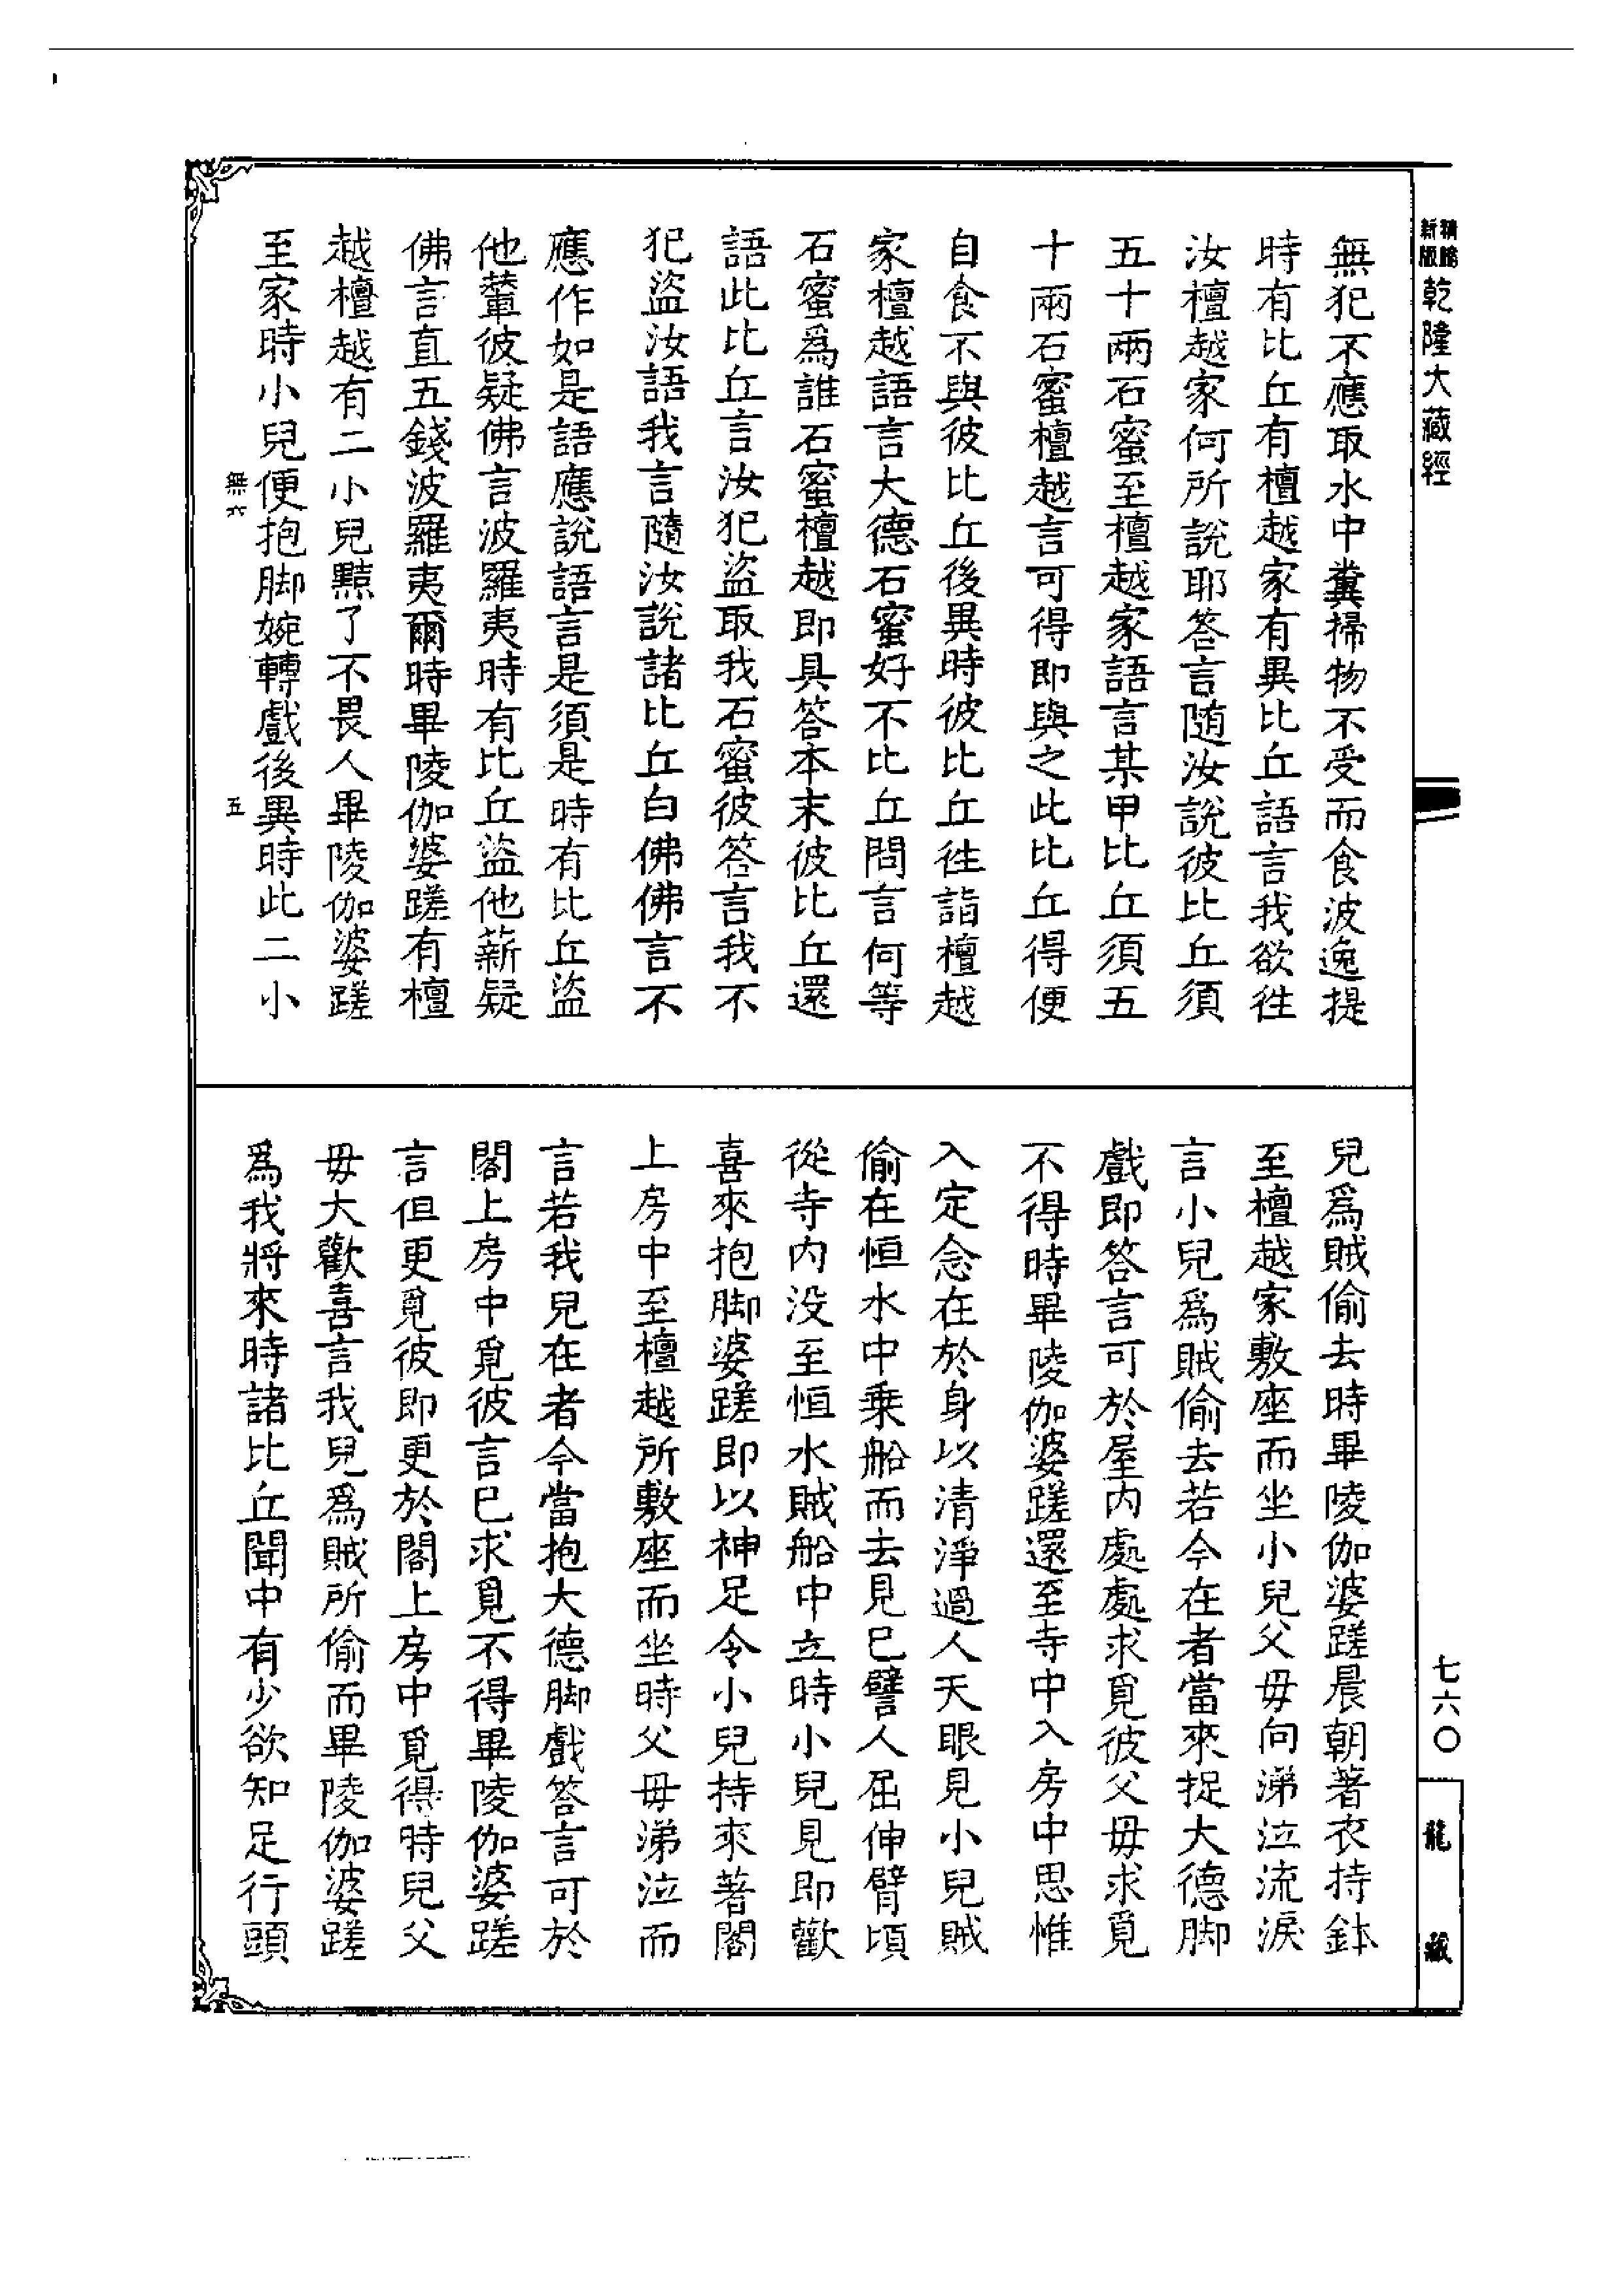 新版 精勝 乾隆大藏經
無犯不應取水中糞掃物不受而食波逸提
時有比丘有檀越家有異比丘語言我欲往
汝檀越家何所說耶答言随汝說彼比丘須
五十兩石蜜至檀越家語言某甲比丘須五
十兩石蜜檀越言可得即與之此比丘得便
自食不與彼比丘後異時彼比丘往詣檀越
家檀越語言大德石蜜好不比丘問言何等
石蜜爲誰石蜜檀越即具答本末彼比丘還
語此比丘言汝犯盜取我石蜜彼答言我不
犯盜汝語我言隨汝說諸比丘白佛佛言不
應作如是語應說語言是須是時有比丘盜
他葦彼疑佛言波羅夷時有比丘盜他薪疑
佛言直五錢波羅夷爾時畢陵伽婆蹉有檀
越檀越有二小兒黠了不畏人畢陵伽婆蹉
至家時小兒便抱脚婉轉戲後異時此二小
無六
五
兒爲賊偷去時畢陵伽婆蹉晨朝著衣持鉢
至檀越家敷座而坐小兒父母向涕泣流淚
言小兒爲賊偷去若今在者當來捉大德脚
戲即答言可於屋内處處求覓彼父母求覓
不得時畢陵伽婆蹉還至寺中入房中思惟
入定念在於身以清淨過人天眼見小兒賊
偷在恒水中乗船而去見已譬人屈伸臂頃
從寺内没至恒水賊船中立時小兒見即歡
喜來抱脚婆蹉即以神足令小兒持來著閣
上房中至檀越所敷座而坐時父母涕泣而
言若我兒在者今當抱大德脚戲答言可於
閣上房中覓彼言已求覓不得畢陵伽婆蹉
言但更覓彼即更於閣上房中覓得時兒父
母大歡喜言我兒爲賊所偷而畢陵伽婆蹉
爲我將來時諸比丘聞中有少欲知足行頭
七六〇
龍藏